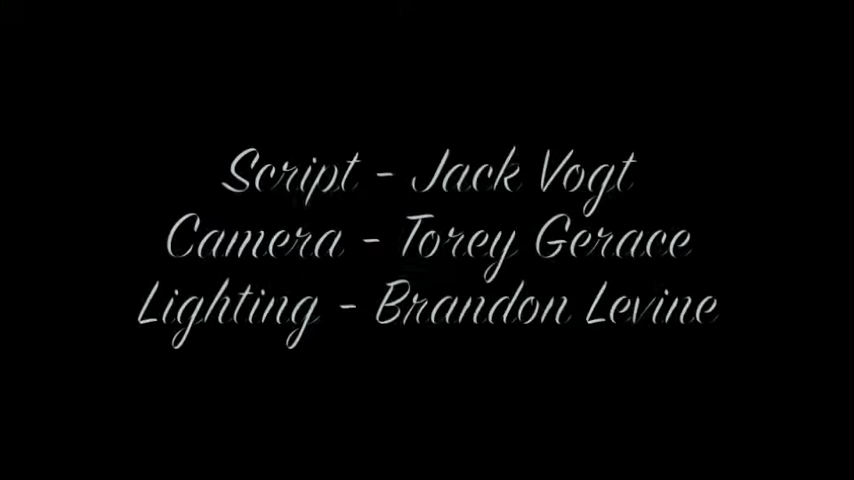 Script - Jack Vogt
Camera - Torey Gerace
Lighting - Brandon Levine